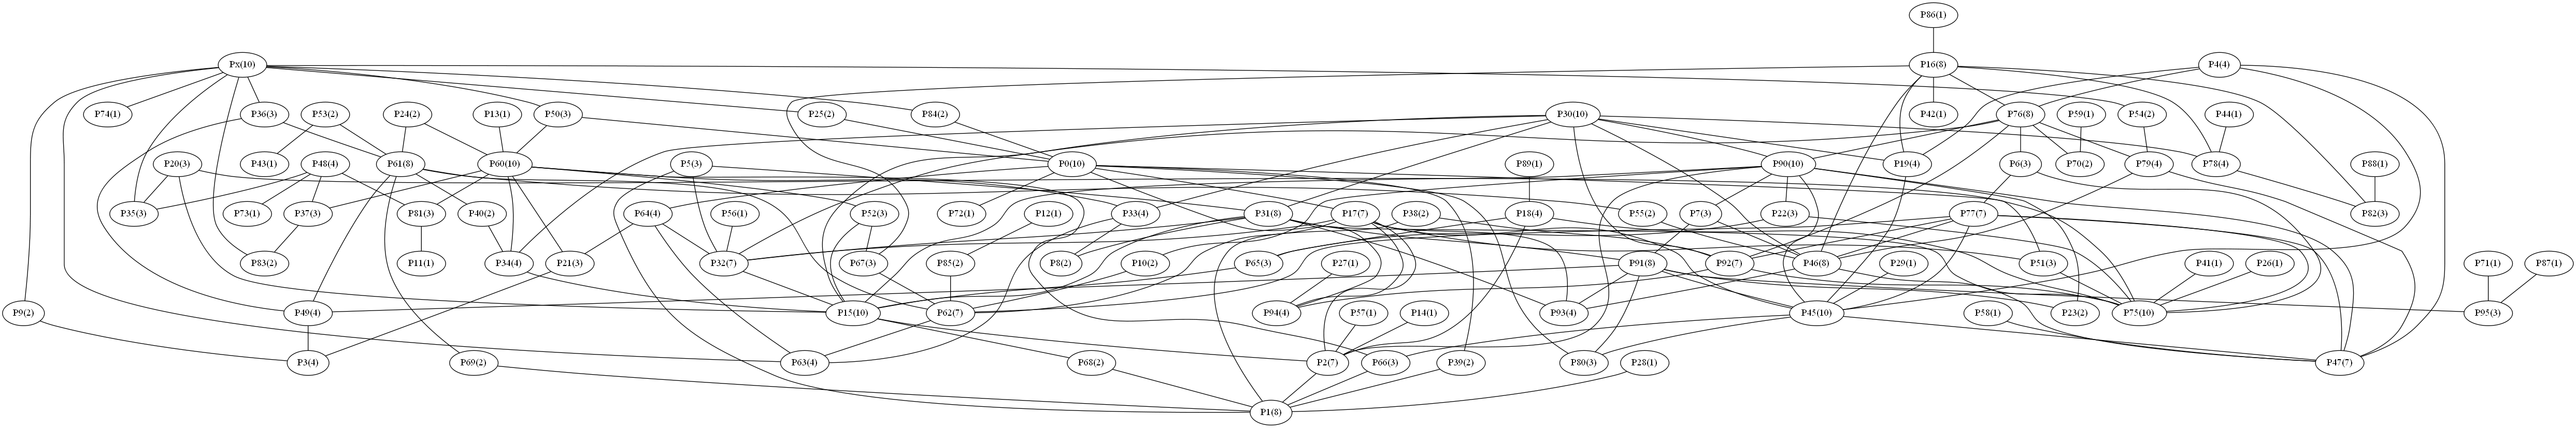 P86(1)
Px(10) P16(8) P4(4)
P74(1) P36(3) P53(2) P24(2) P13(1) P50(3) P25(2) P84(2) P30(10) P42(1) P76(8) P59(1) P54(2) P44(1)
P20(3) P43(1) P48(4) P61(8) P60(10) P5(3) P0(10) P89(1) P90(10) P19(4) P6(3) P70(2) P79(4) P78(4) P88(1)
P35(3) P73(1) P37(3) P81(3) P40(2) P64(4) P56(1) P12(1) P52(3) P72(1) P33(4) P31(8) P17(7) P38(2) P18(4) P55(2) P7(3) P22(3) P77(7) P82(3)
P83(2) P11(1) P34(4) P21(3) P32(7) P67(3) P85(2) P8(2) P10(2) P65(3) P27(1) P91(8) P92(7) P46(8) P29(1) P51(3) P41(1) P26(1) P71(1) P87(1)
P9(2) P49(4) P15(10) P62(7) P94(4) P57(1) P14(1) P93(4) P45(10) P58(1) P23(2) P75(10) P95(3)
P3(4) P69(2) P63(4) P68(2) P2(7) P66(3) P39(2) P80(3) P28(1) P47(7)
P1(8)